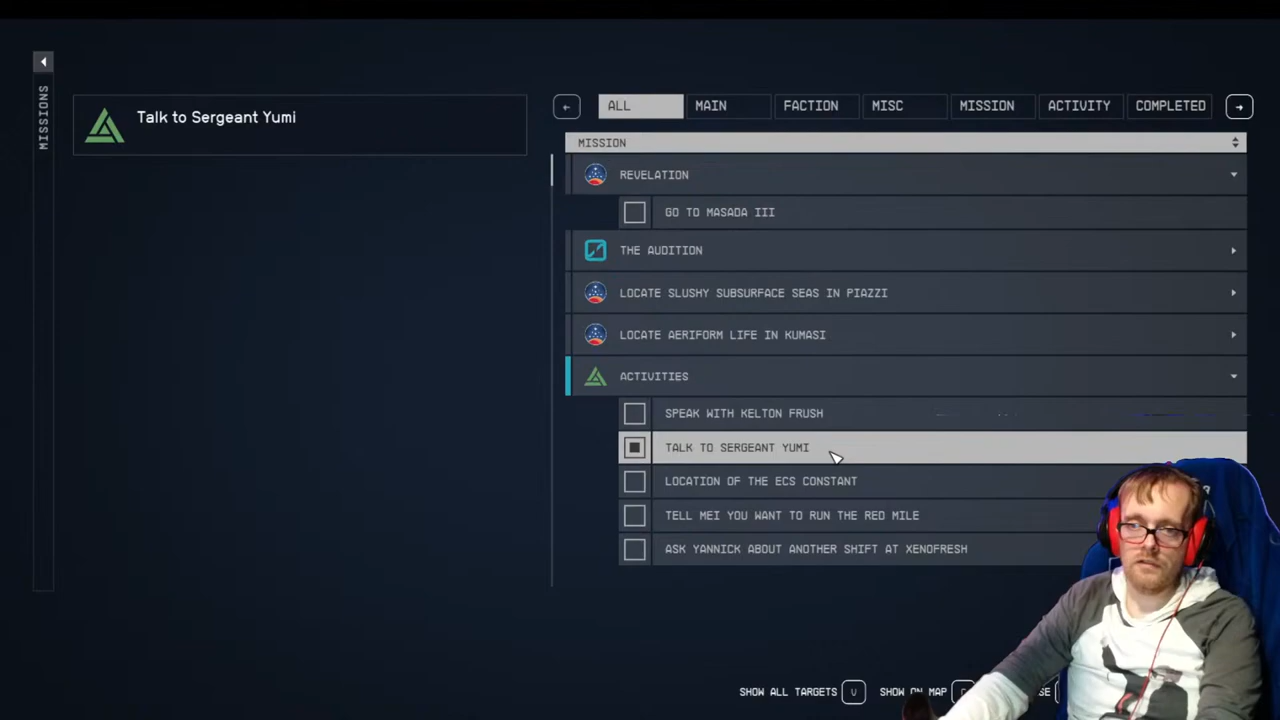 MISSIONS
Talk to Sergeant Yumi
ALL MAIN FACTION MISC MISSION ACTIVITY COMPLETED
MISSION
REVELATION
GO TO MASADA III
THE AUDITION
LOCATE SLUSHY SUBSURFACE SEAS IN PIAZZI
LOCATE AERIFORM LIFE IN KUMASI
ACTIVITIES
SPEAK WITH KELTON FRUSH
TALK TO SERGEANT YUMI
LOCATION OF THE ECS CONSTANT
TELL MEI YOU WANT TO RUN THE RED MILE
ASK YANNICK ABOUT ANOTHER SHIFT AT XENOFRESH
SHOW ALL TARGETS SHOW ON MAP